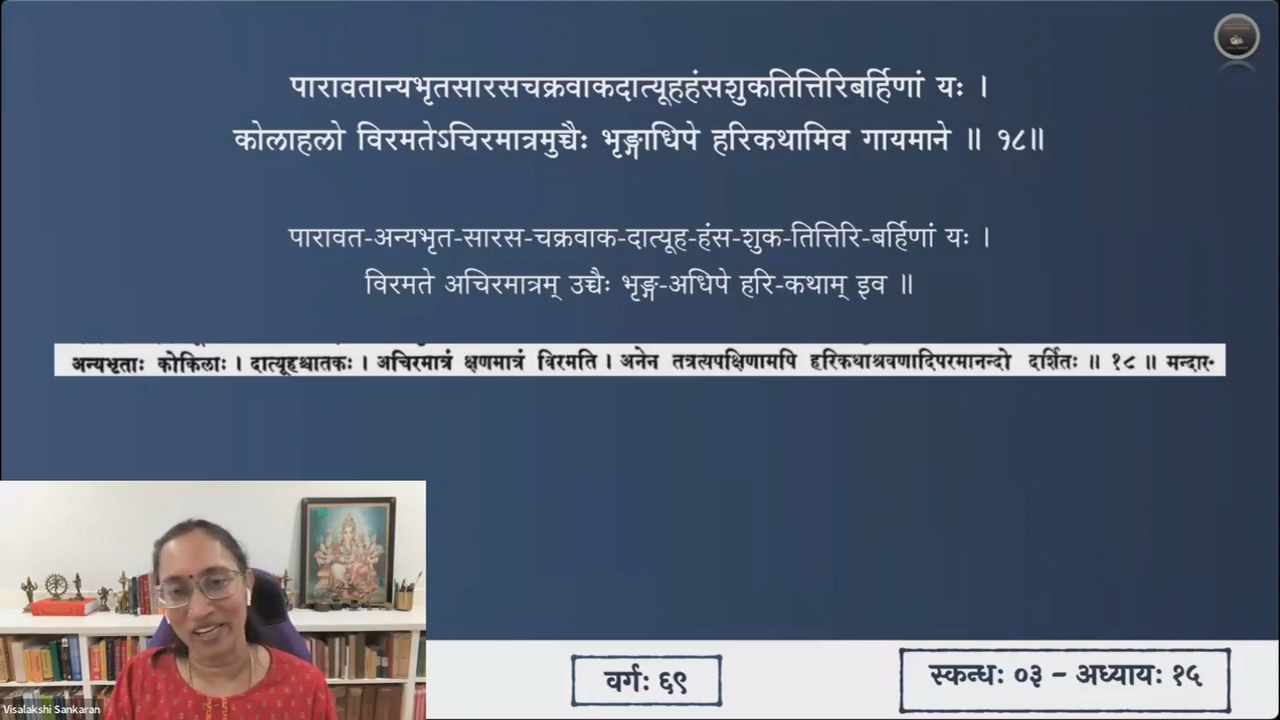 पारावतान्यभृतसारसचक्रवाकदात्यूहहंसशुकतित्तिरिबर्हिणां यः ।
कोलाहलो विरमतेऽचिरमात्रमुच्चैः भृङ्गाधिपे हरिकथामिव गायमाने ॥ १८॥
पारावत-अन्यभृत-सारस-चक्रवाक-दात्यूह-हंस-शुक-तित्तिरि-बर्हिणां यः ।
विरमते अचिरमात्रम् उच्चैः भृङ्ग-अधिपे हरि-कथाम् इव ॥
अन्यभृताः कोकिलाः । दात्यूहश्चातकः । अचिरमात्रं क्षणमात्रं विरमति । अनेन तत्रत्यपक्षिणामपि हरिकथाश्रवणादिपरमानन्दो दर्शितः ॥ १८ ॥ मन्दार-
Visalakshi Sankaran
वर्गः ६९
स्कन्धः ०३ - अध्यायः १५